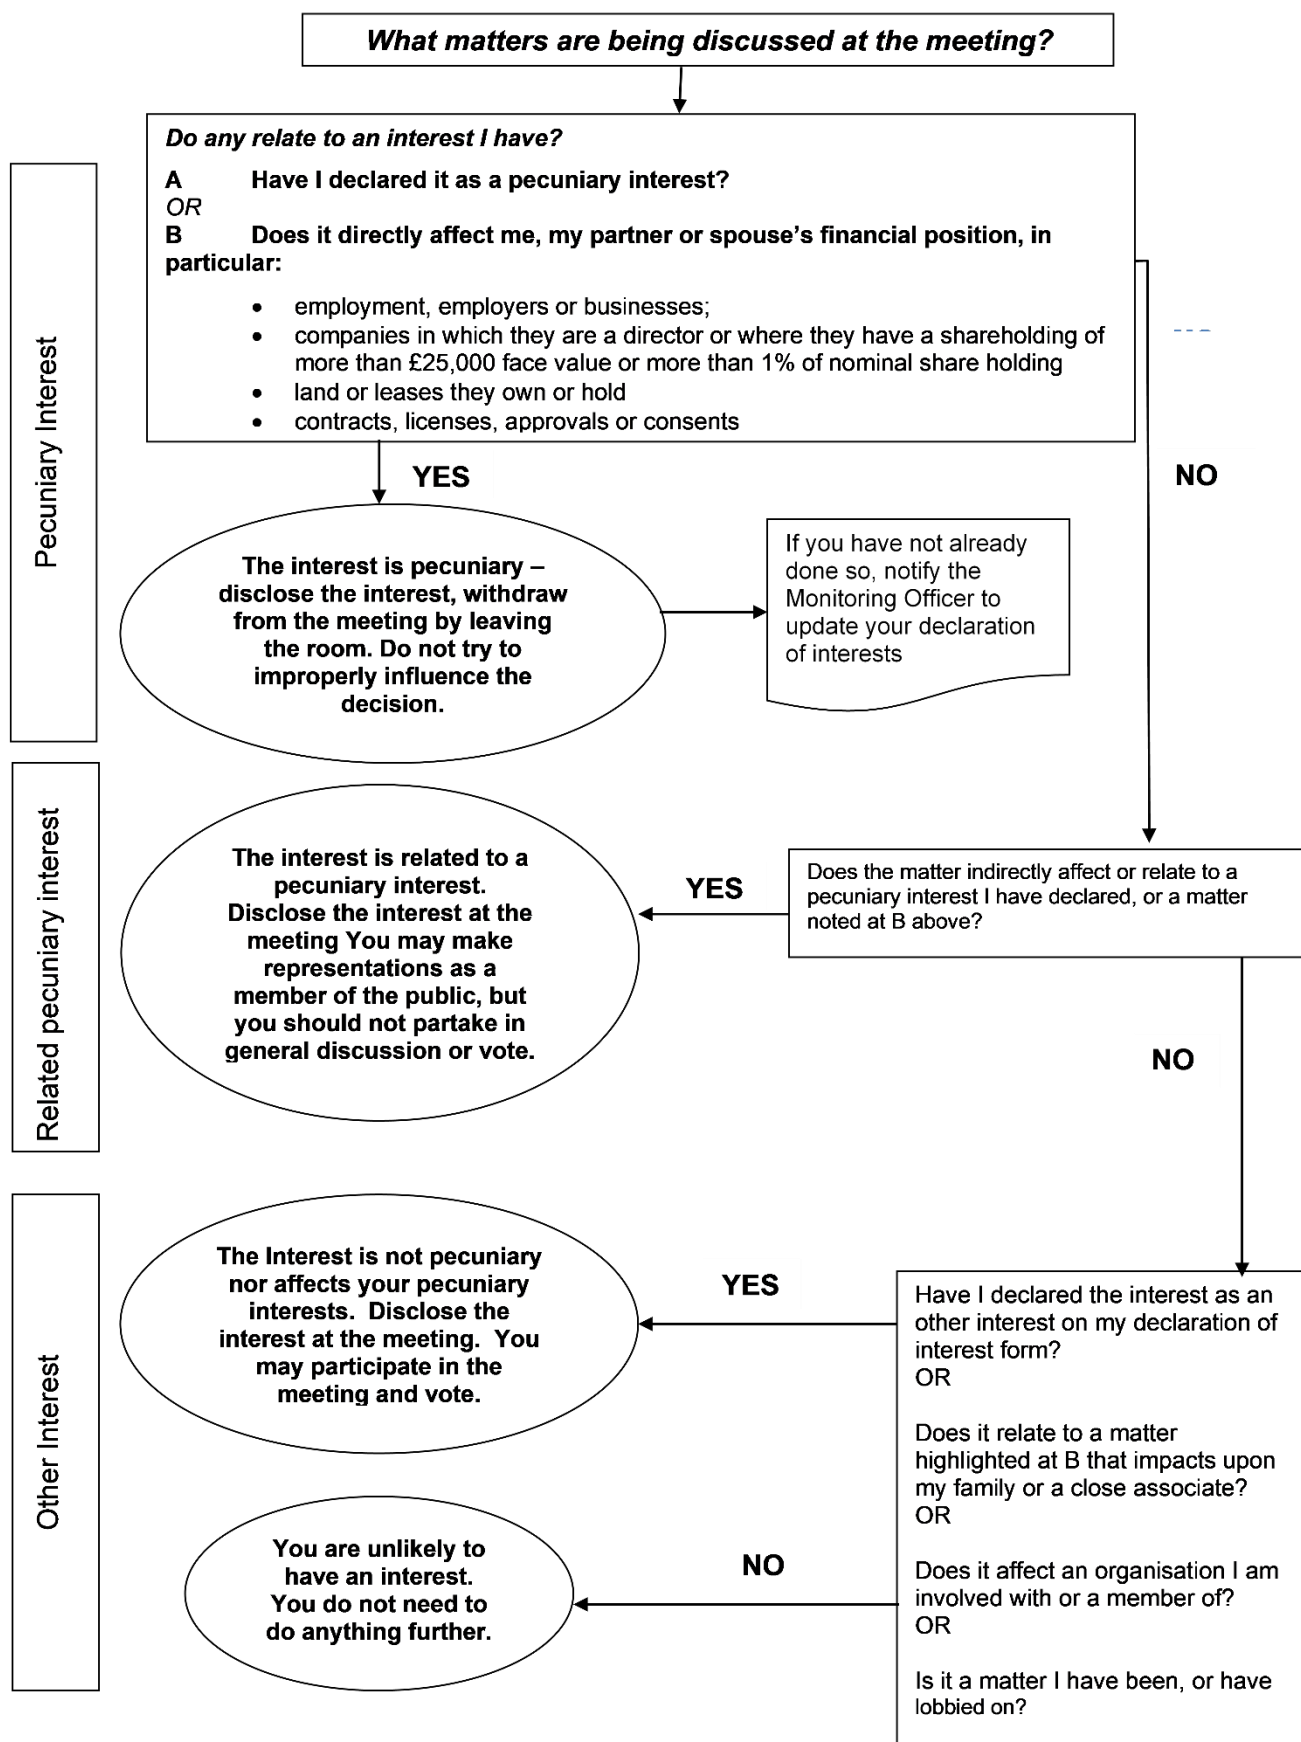 What matters are being discussed at the meeting?
Do any relate to an interest I have?
A Have I declared it as a pecuniary interest?
OR
B Does it directly affect me, my partner or spouse's financial position, in
particular:
• employment, employers or businesses;
• companies in which they are a director or where they have a shareholding of
more than £25,000 face value or more than 1% of nominal share holding
• land or leases they own or hold
• contracts, licenses, approvals or consents
Pecuniary Interest
YES
NO
The interest is pecuniary –
disclose the interest, withdraw
from the meeting by leaving
the room. Do not try to
improperly influence the
decision.
If you have not already
done so, notify the
Monitoring Officer to
update your declaration
of interests
Related pecuniary interest
The interest is related to a
pecuniary interest.
Disclose the interest at the
meeting You may make
representations as a
member of the public, but
you should not partake in
general discussion or vote.
YES
Does the matter indirectly affect or relate to a
pecuniary interest I have declared, or a matter
noted at B above?
NO
Other Interest
The Interest is not pecuniary
nor affects your pecuniary
interests. Disclose the
interest at the meeting. You
may participate in the
meeting and vote.
YES
Have I declared the interest as an
other interest on my declaration of
interest form?
OR
Does it relate to a matter
highlighted at B that impacts upon
my family or a close associate?
OR
Does it affect an organisation I am
involved with or a member of?
OR
Is it a matter I have been, or have
lobbied on?
NO
You are unlikely to
have an interest.
You do not need to
do anything further.